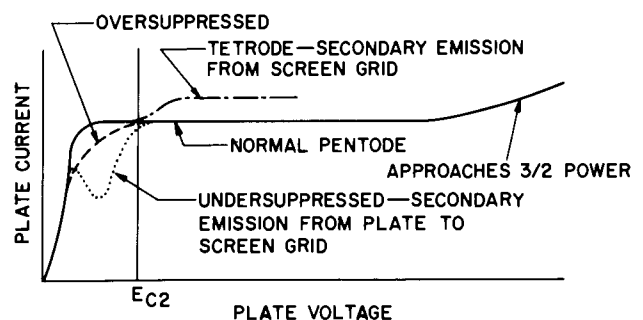 OVERSUPPRESSED
TETRODE—SECONDARY EMISSION
FROM SCREEN GRID
PLATE CURRENT
NORMAL PENTODE
APPROACHES 3/2 POWER
UNDERSUPPRESSED—SECONDARY
EMISSION FROM PLATE TO
SCREEN GRID
EC2
PLATE VOLTAGE